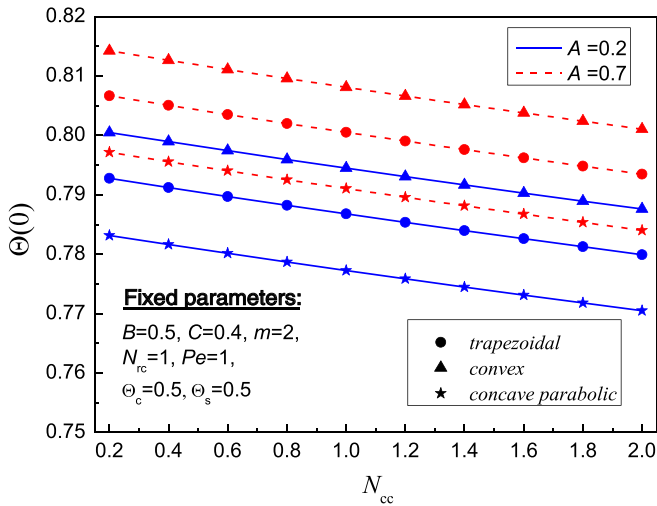 0.82
0.81
0.80
0.79
0.78
0.77
0.76
0.75
Θ(0)
A =0.2
A =0.7
Fixed parameters:
B=0.5, C=0.4, m=2,
Nrc=1, Pe=1,
Θc=0.5, Θs=0.5
trapezoidal
convex
concave parabolic
0.2 0.4 0.6 0.8 1.0 1.2 1.4 1.6 1.8 2.0
Ncc